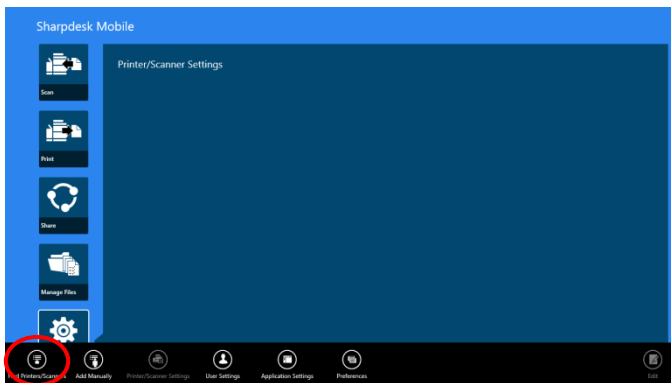 Sharpdesk Mobile
Printer/Scanner Settings
Scan
Print
Share
Manage Files
Find Printers/Scanners
Add Manually
Printer/Scanner Settings
User Settings
Application Settings
Preferences
Edit